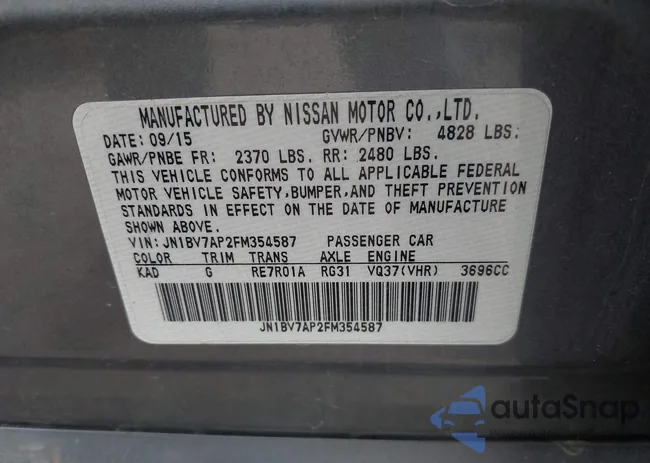 MANUFACTURED BY NISSAN MOTOR CO.,LTD.
DATE: 09/15 GVWR/PNBV: 4828 LBS.
GAWR/PNBE FR: 2370 LBS. RR: 2480 LBS.
THIS VEHICLE CONFORMS TO ALL APPLICABLE FEDERAL
MOTOR VEHICLE SAFETY,BUMPER,AND THEFT PREVENTION
STANDARDS IN EFFECT ON THE DATE OF MANUFACTURE
SHOWN ABOVE.
VIN: JN1BV7AP2FM354587 PASSENGER CAR
COLOR TRIM TRANS AXLE ENGINE
KAD G RE7R01A RG31 VQ37(VHR) 3696CC
JN1BV7AP2FM354587
autoSnap